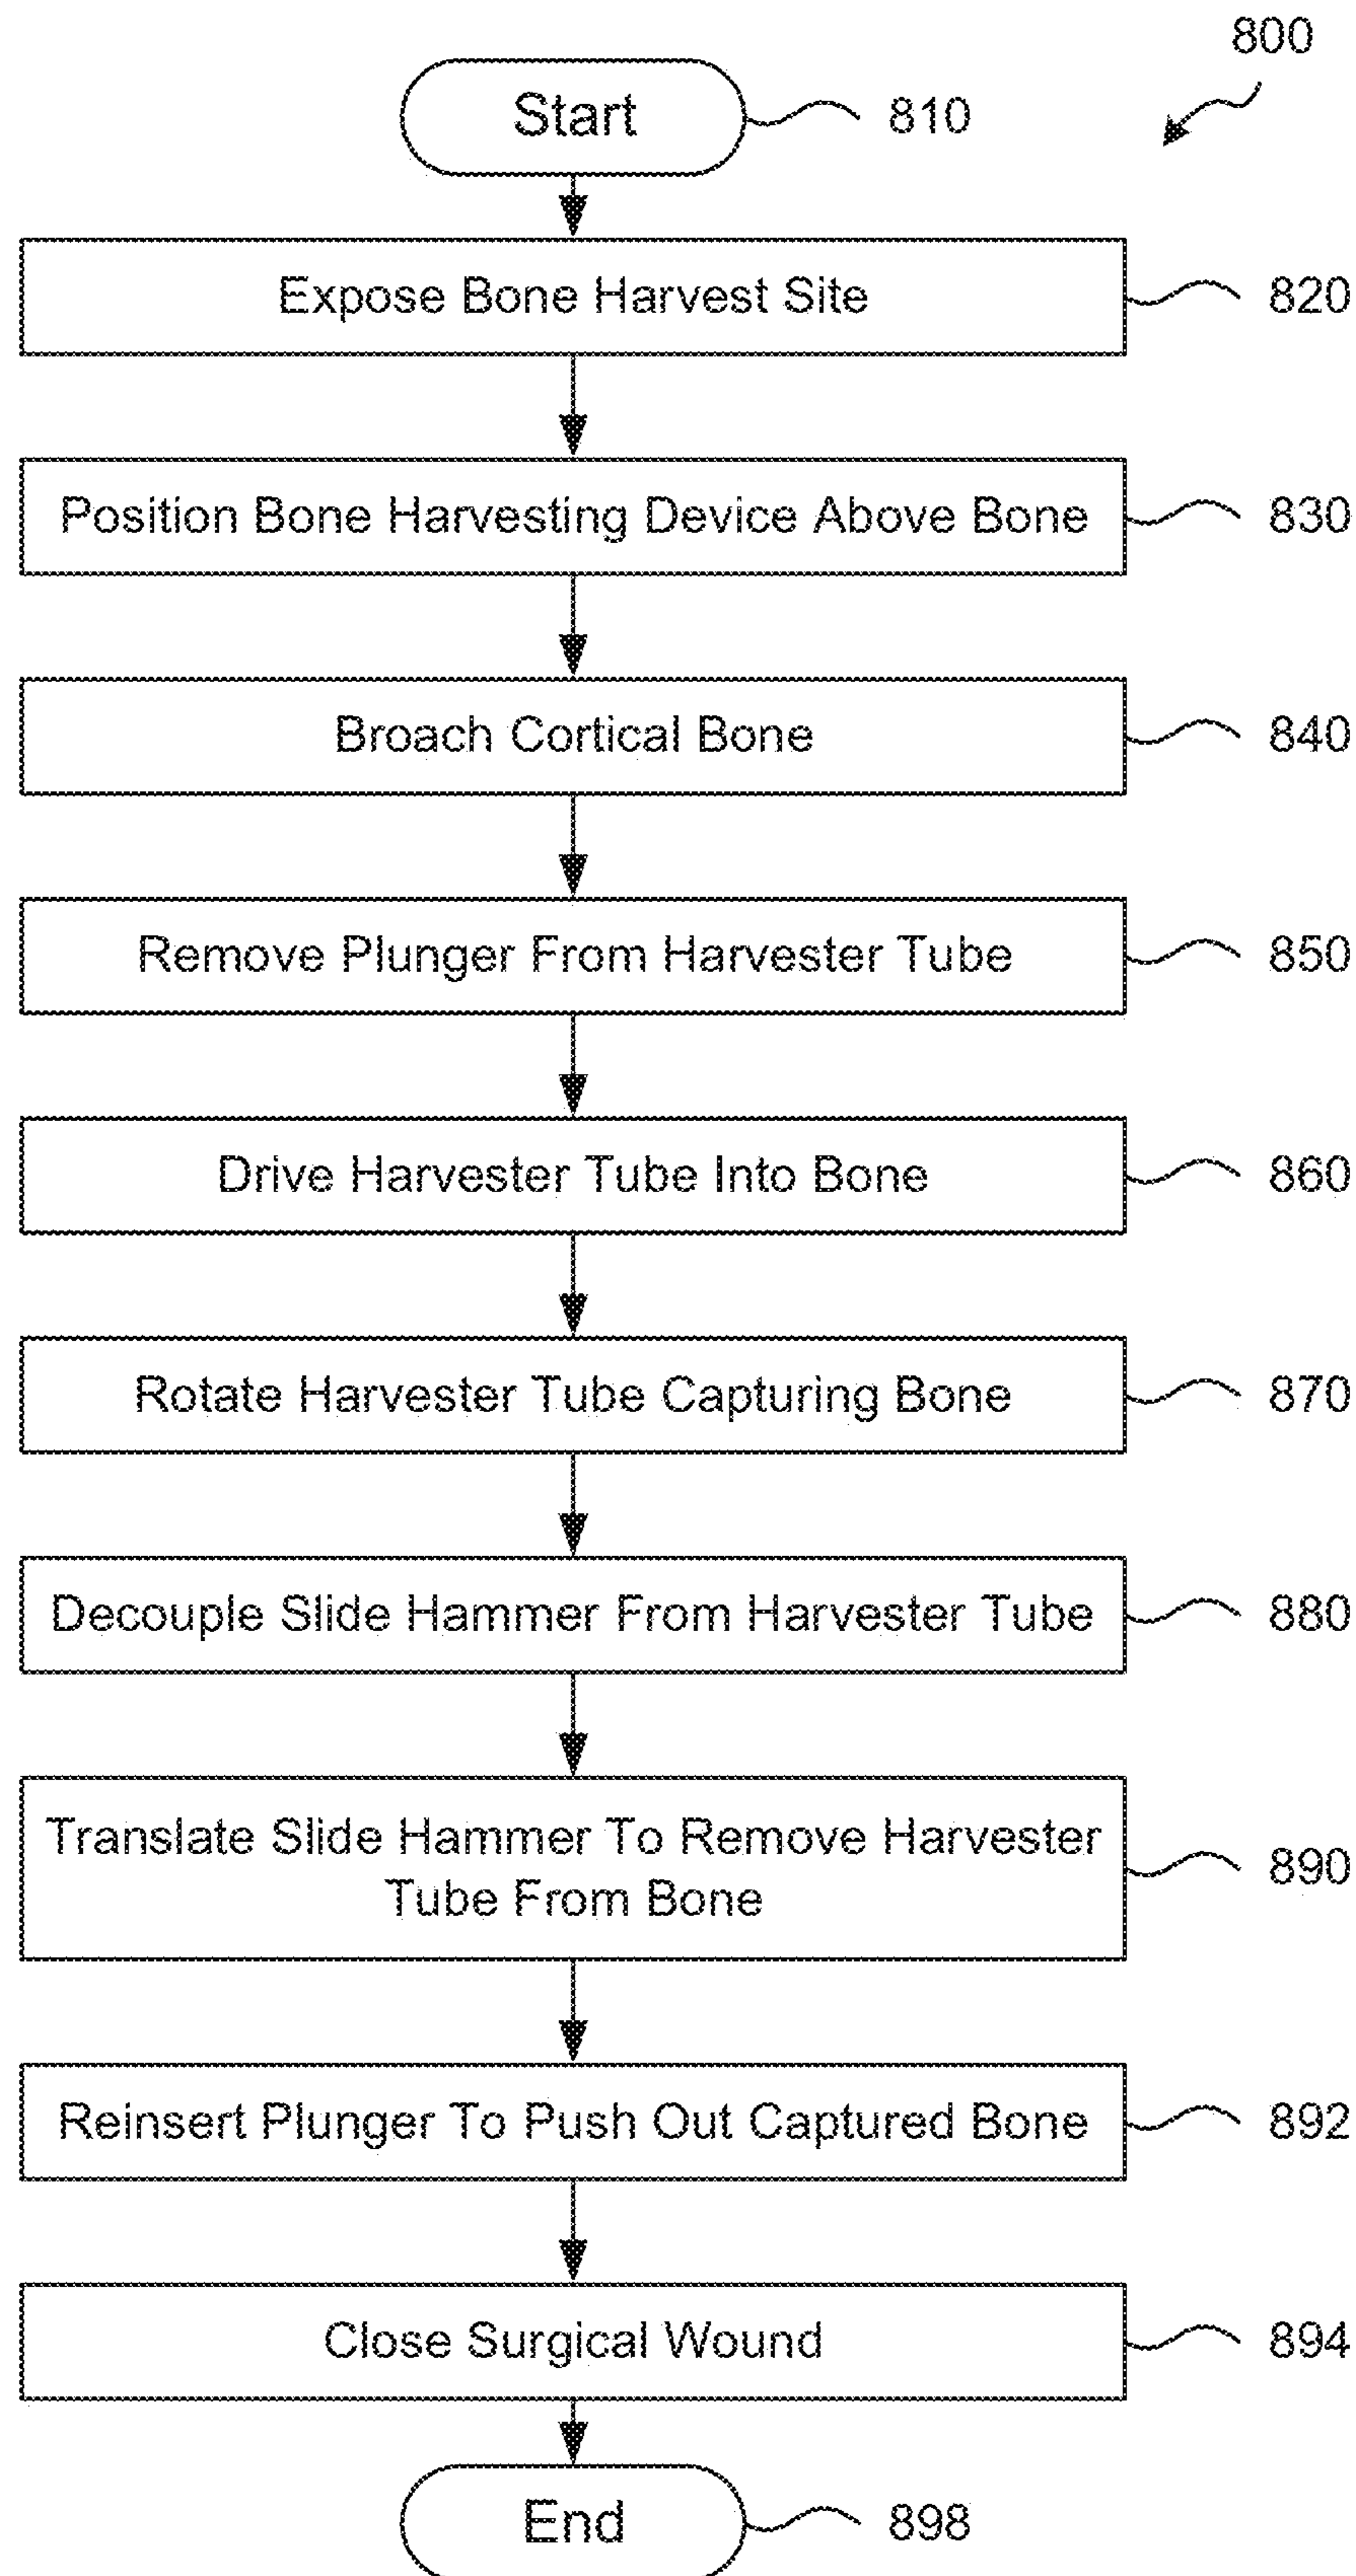 800
Start
810
Expose Bone Harvest Site
820
Position Bone Harvesting Device Above Bone
830
Broach Cortical Bone
840
Remove Plunger From Harvester Tube
850
Drive Harvester Tube Into Bone
860
Rotate Harvester Tube Capturing Bone
870
Decouple Slide Hammer From Harvester Tube
880
Translate Slide Hammer To Remove Harvester
Tube From Bone
890
Reinsert Plunger To Push Out Captured Bone
892
Close Surgical Wound
894
End
898